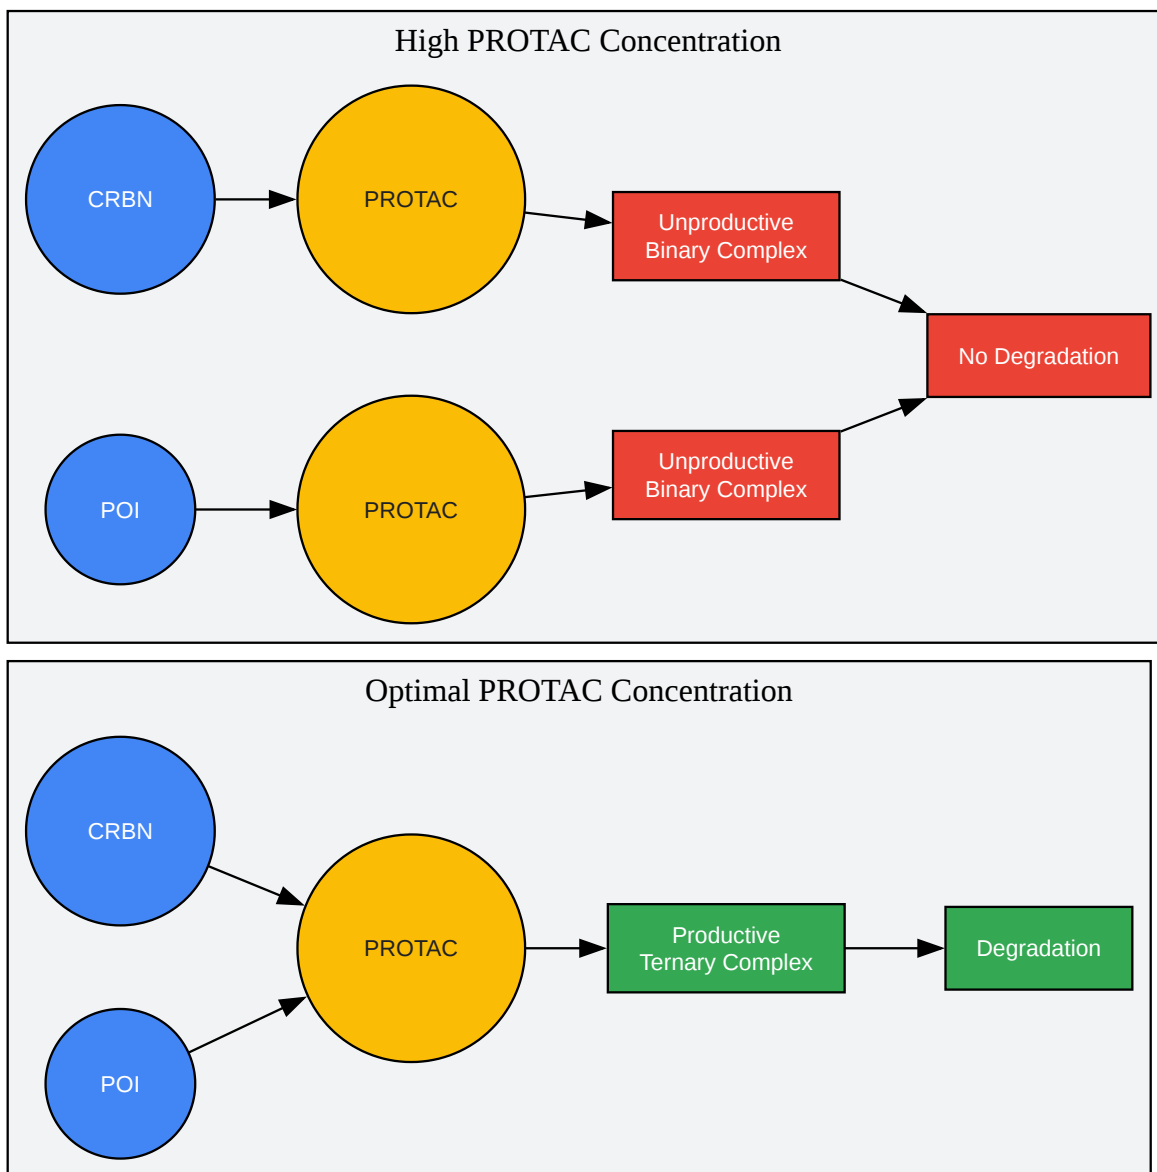 High PROTAC Concentration
CRBN
PROTAC
Unproductive
Binary Complex
No Degradation
POI
PROTAC
Unproductive
Binary Complex
Optimal PROTAC Concentration
CRBN
PROTAC
Productive
Ternary Complex
Degradation
POI